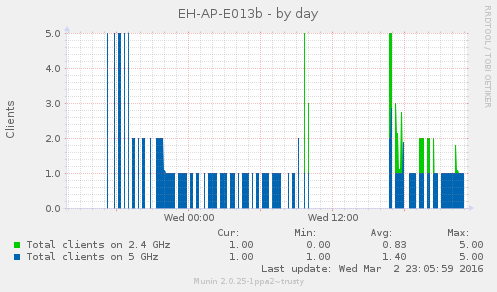 EH-AP-E013b - by day
RRDTOOL / TOBI OETIKER
Clients
5.0
4.0
3.0
2.0
1.0
0.0
Wed 00:00 Wed 12:00
Cur: Min: Avg: Max:
Total clients on 2.4 GHz 1.00 0.00 0.83 5.00
Total clients on 5 GHz 1.00 1.00 1.40 5.00
Last update: Wed Mar 2 23:05:59 2016
Munin 2.0.25-1ppa2~trusty